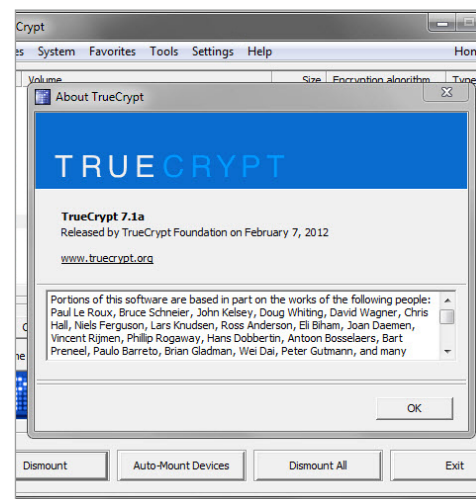 Crypt
es System Favorites Tools Settings Help Hon
Volume Size Encryption algorithm Type
About TrueCrypt
TRUECRYPT
TrueCrypt 7.1a
Released by TrueCrypt Foundation on February 7, 2012
www.truecrypt.org
Portions of this software are based in part on the works of the following people:
Paul Le Roux, Bruce Schneier, John Kelsey, Doug Whiting, David Wagner, Chris
Hall, Niels Ferguson, Lars Knudsen, Ross Anderson, Eli Biham, Joan Daemen,
Vincent Rijmen, Phillip Rogaway, Hans Dobbertin, Antoon Bosselaers, Bart
Preneel, Paulo Barreto, Brian Gladman, Wei Dai, Peter Gutmann, and many
OK
Dismount Auto-Mount Devices Dismount All Exit